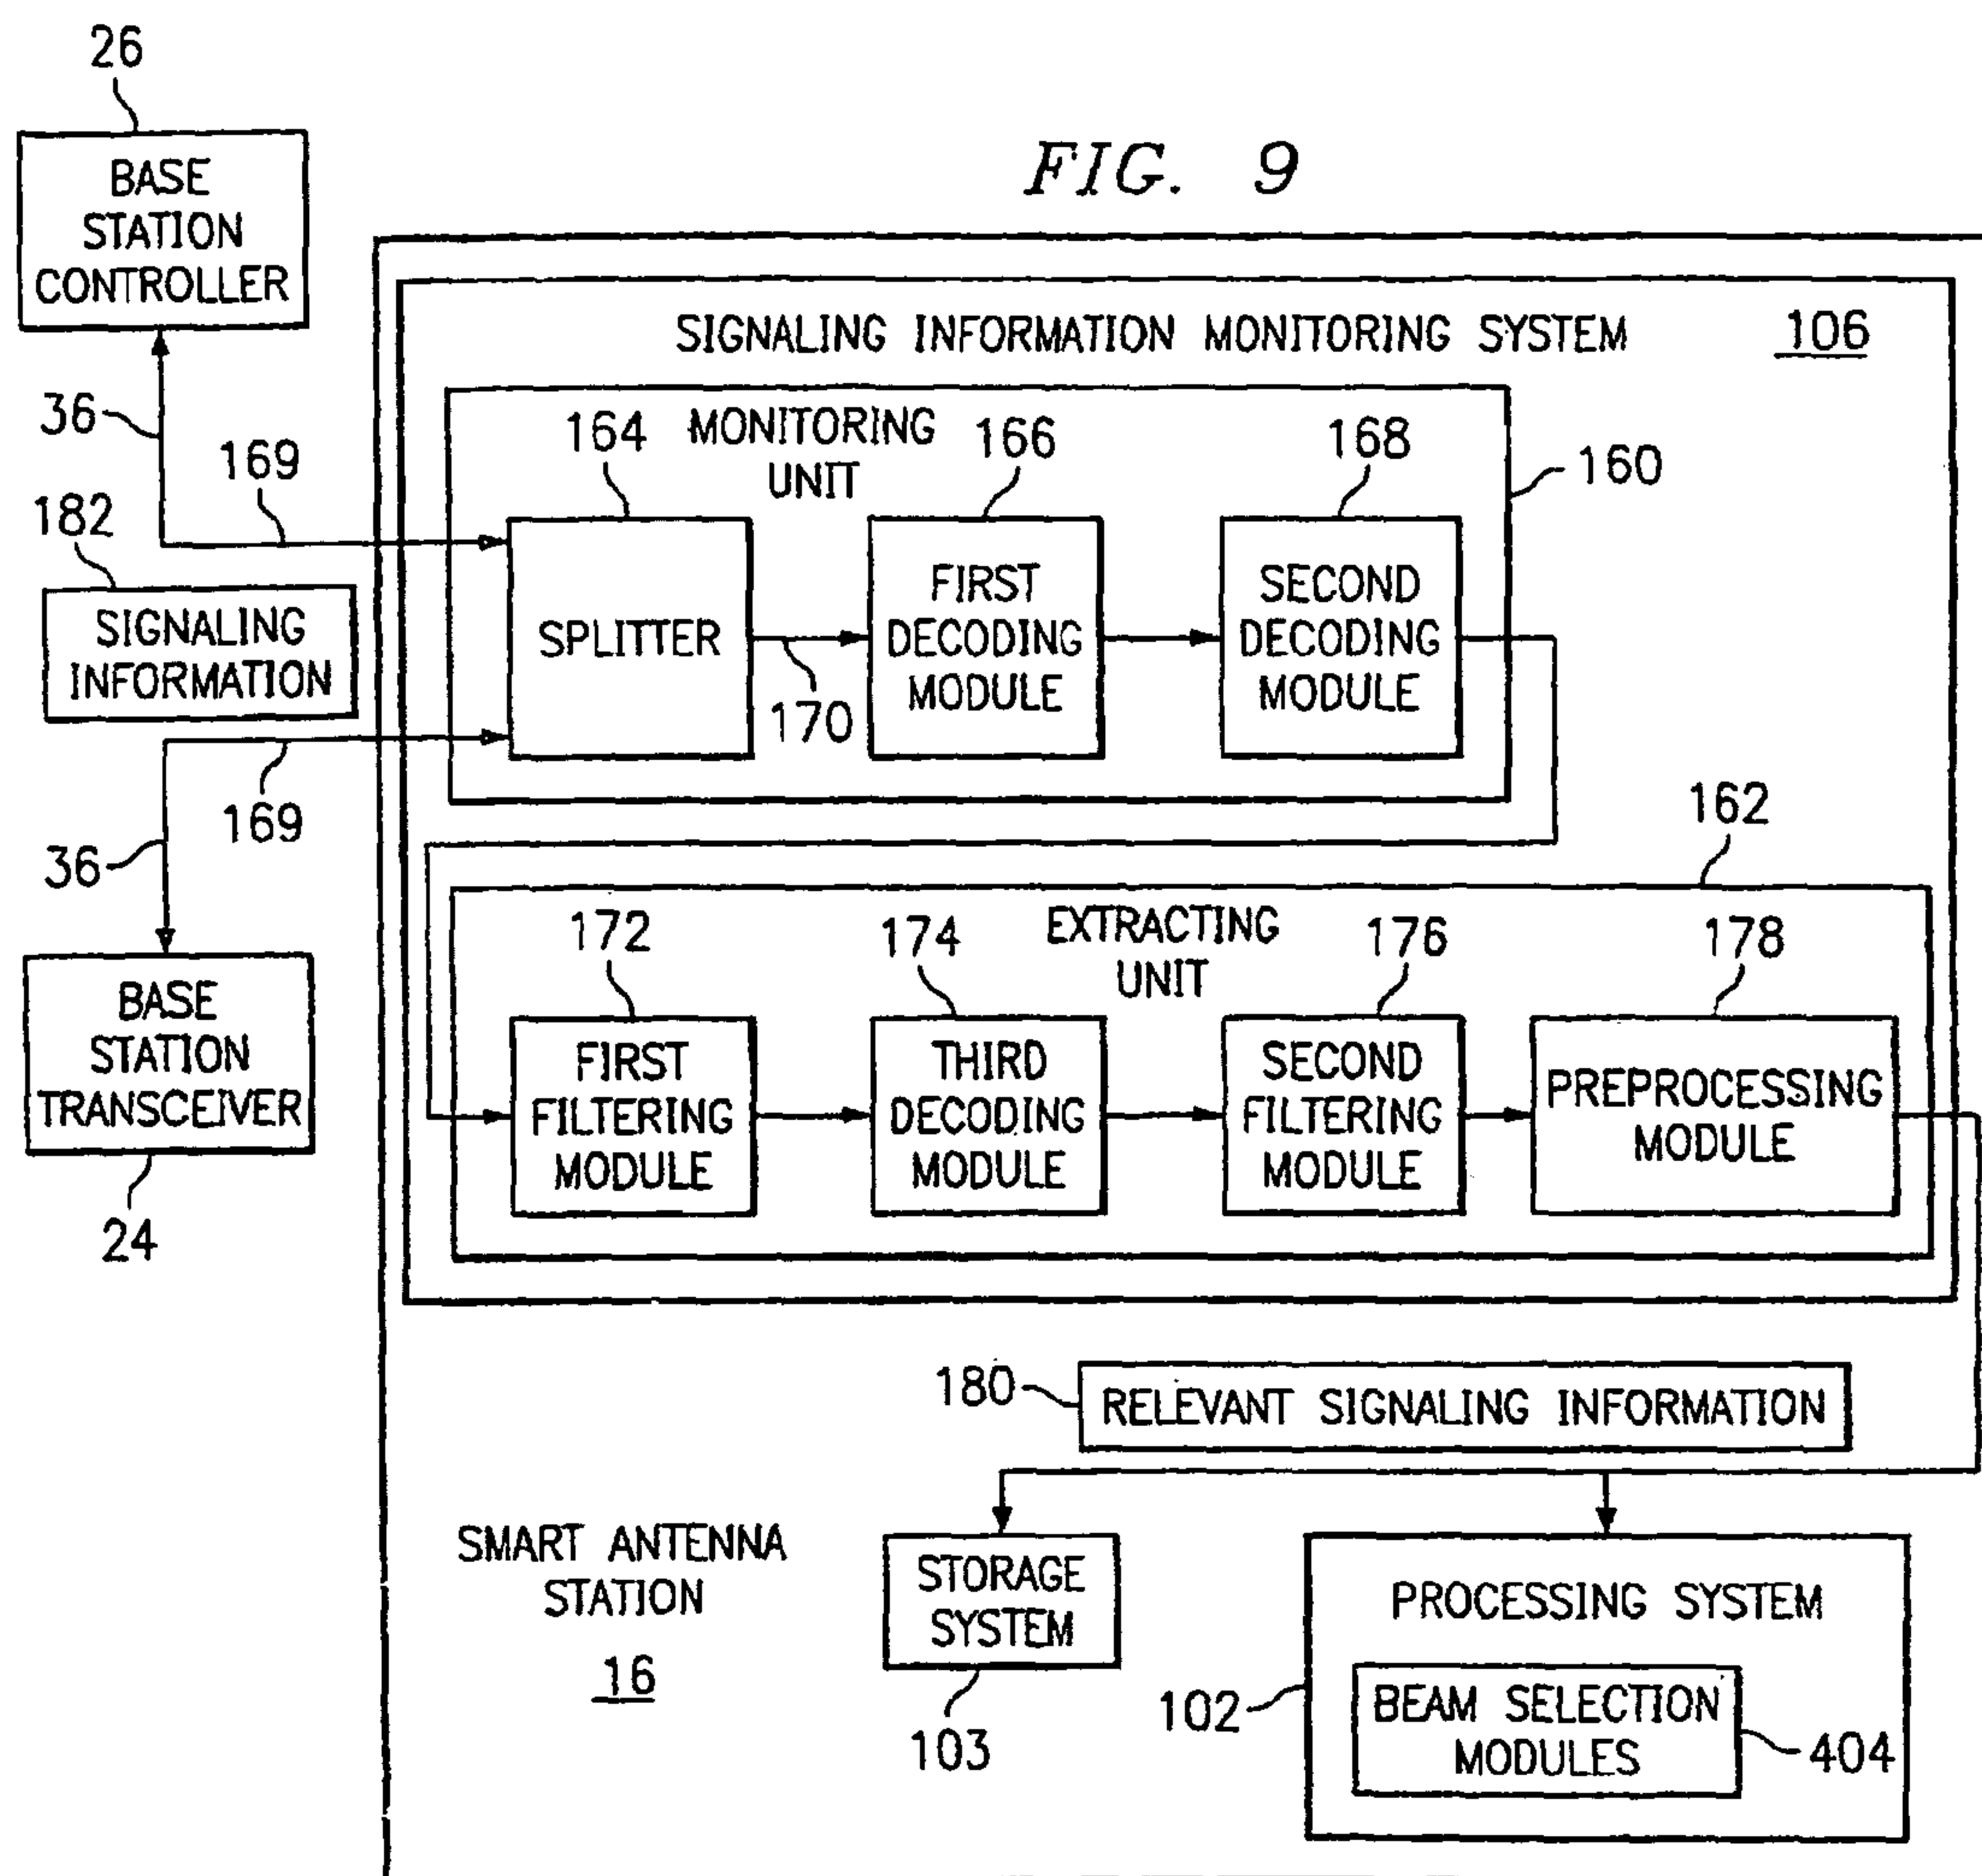 26
BASE
STATION
CONTROLLER
FIG. 9
SIGNALING INFORMATION MONITORING SYSTEM
106
36
169
182
SIGNALING
INFORMATION
164
MONITORING
UNIT
166
168
160
SPLITTER
170
FIRST
DECODING
MODULE
SECOND
DECODING
MODULE
169
36
BASE
STATION
TRANSCEIVER
24
162
172
174
EXTRACTING
UNIT
176
178
FIRST
FILTERING
MODULE
THIRD
DECODING
MODULE
SECOND
FILTERING
MODULE
PREPROCESSING
MODULE
180
RELEVANT SIGNALING INFORMATION
SMART ANTENNA
STATION
16
STORAGE
SYSTEM
103
PROCESSING SYSTEM
102
BEAM SELECTION
MODULES
404